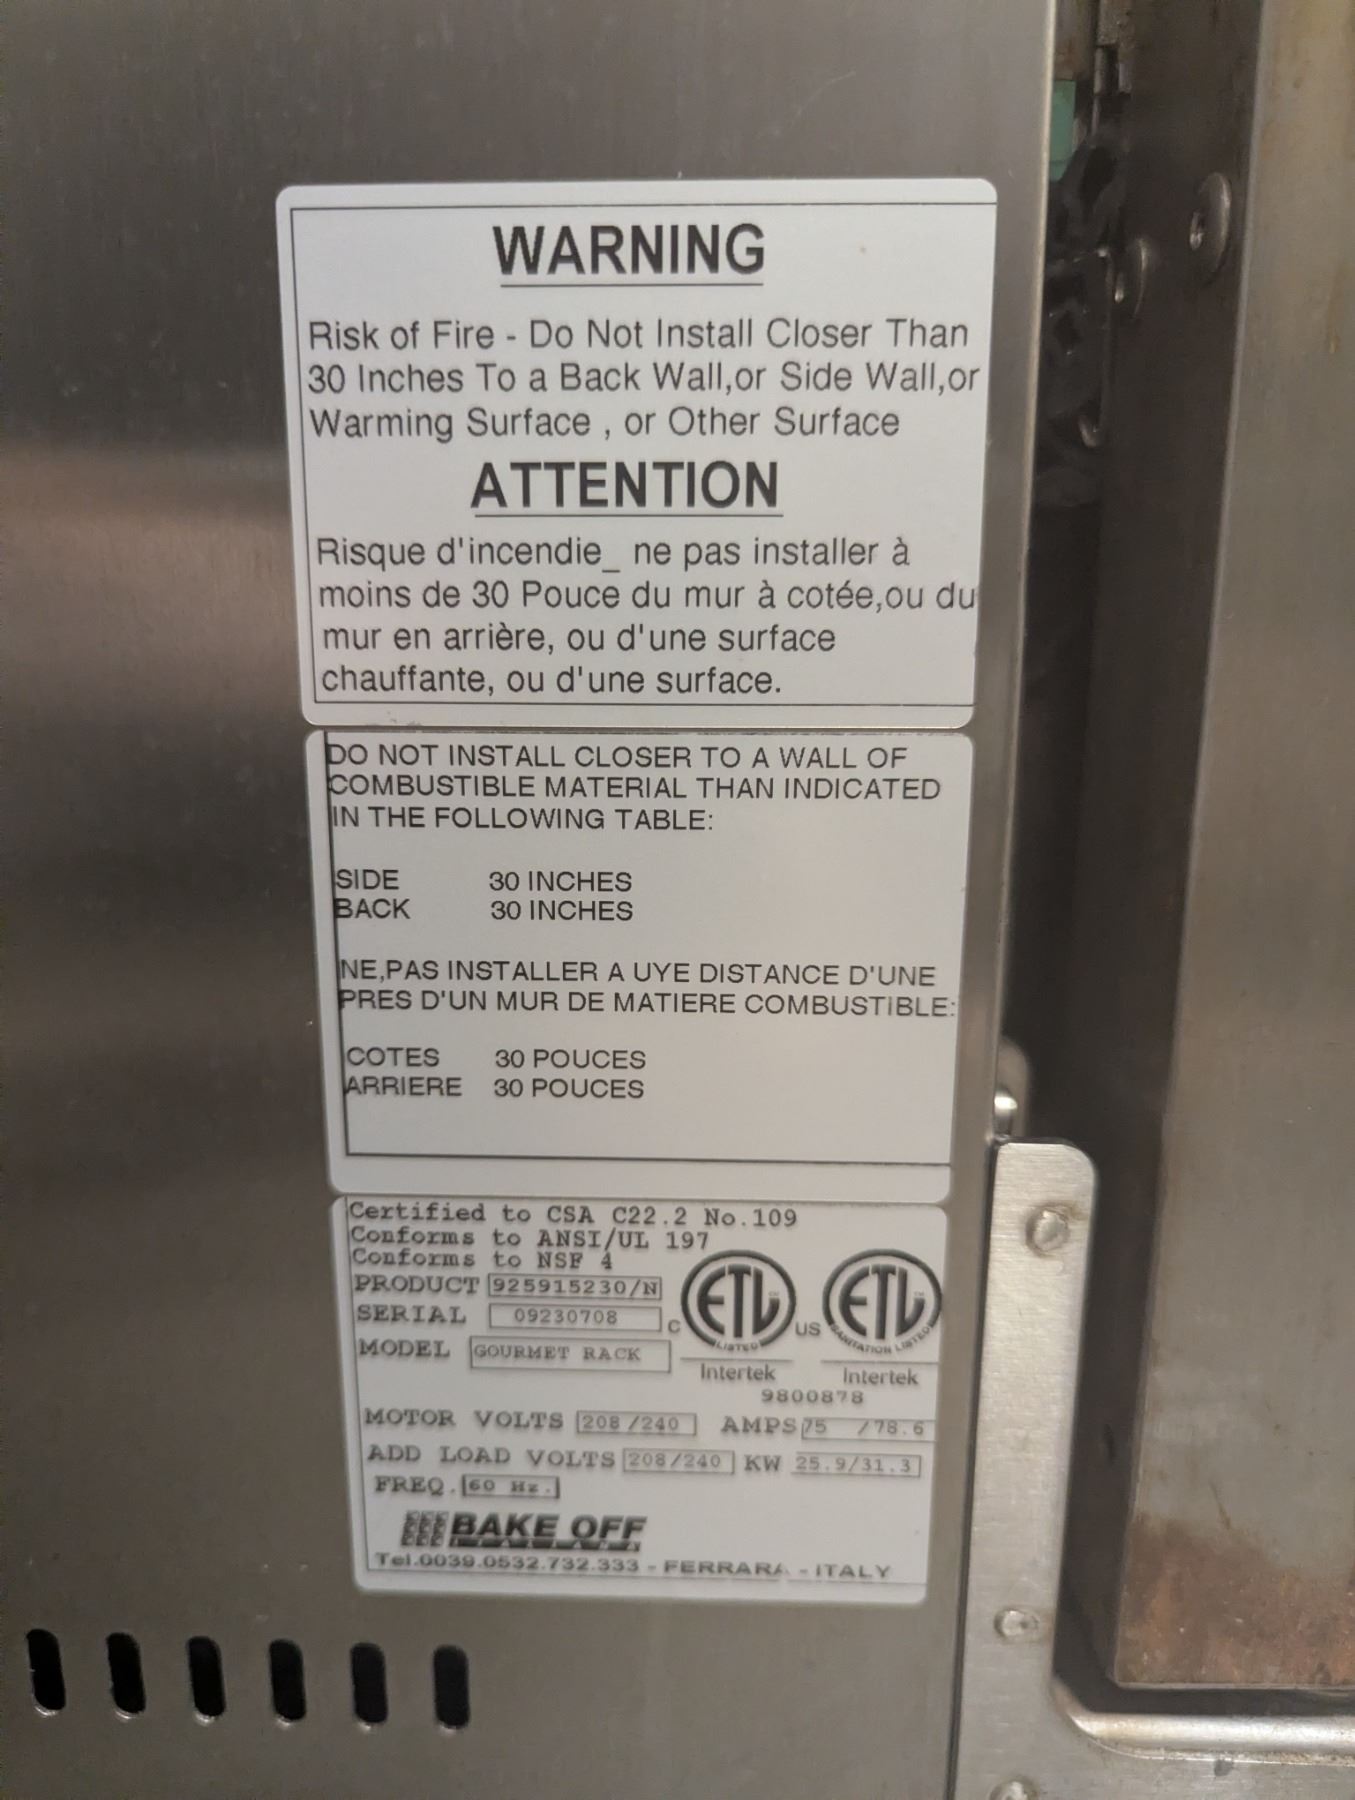 WARNING
Risk of Fire - Do Not Install Closer Than
30 Inches To a Back Wall,or Side Wall,or
Warming Surface , or Other Surface
ATTENTION
Risque d'incendie_ ne pas installer à
moins de 30 Pouce du mur à cotée,ou du
mur en arrière, ou d'une surface
chauffante, ou d'une surface.
DO NOT INSTALL CLOSER TO A WALL OF
COMBUSTIBLE MATERIAL THAN INDICATED
IN THE FOLLOWING TABLE:
SIDE 30 INCHES
BACK 30 INCHES
NE,PAS INSTALLER A UYE DISTANCE D'UNE
PRES D'UN MUR DE MATIERE COMBUSTIBLE:
COTES 30 POUCES
ARRIERE 30 POUCES
Certified to CSA C22.2 No.109
Conforms to ANSI/UL 197
Conforms to NSF 4
PRODUCT 925915230/N
SERIAL 09230708
MODEL GOURMET RACK
C ETL US LISTED Intertek
ETL SANITATION LISTED Intertek
9800878
MOTOR VOLTS 208/240 AMPS 75 /78.6
ADD LOAD VOLTS 208/240 KW 25.9/31.3
FREQ. 60 Hz.
BAKE OFF
Tel.0039.0532.732.333 - FERRARA - ITALY